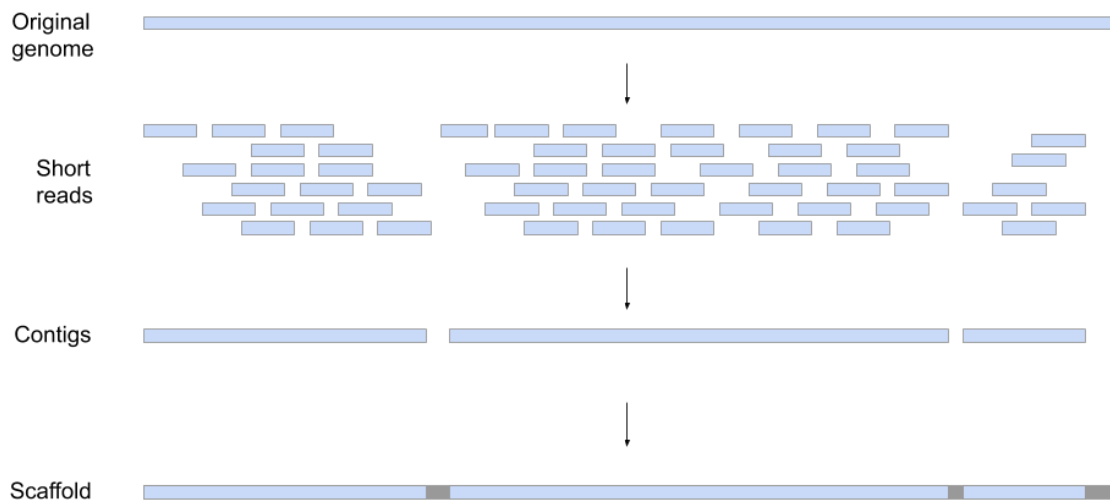 Original
genome
Short
reads
Contigs
Scaffold